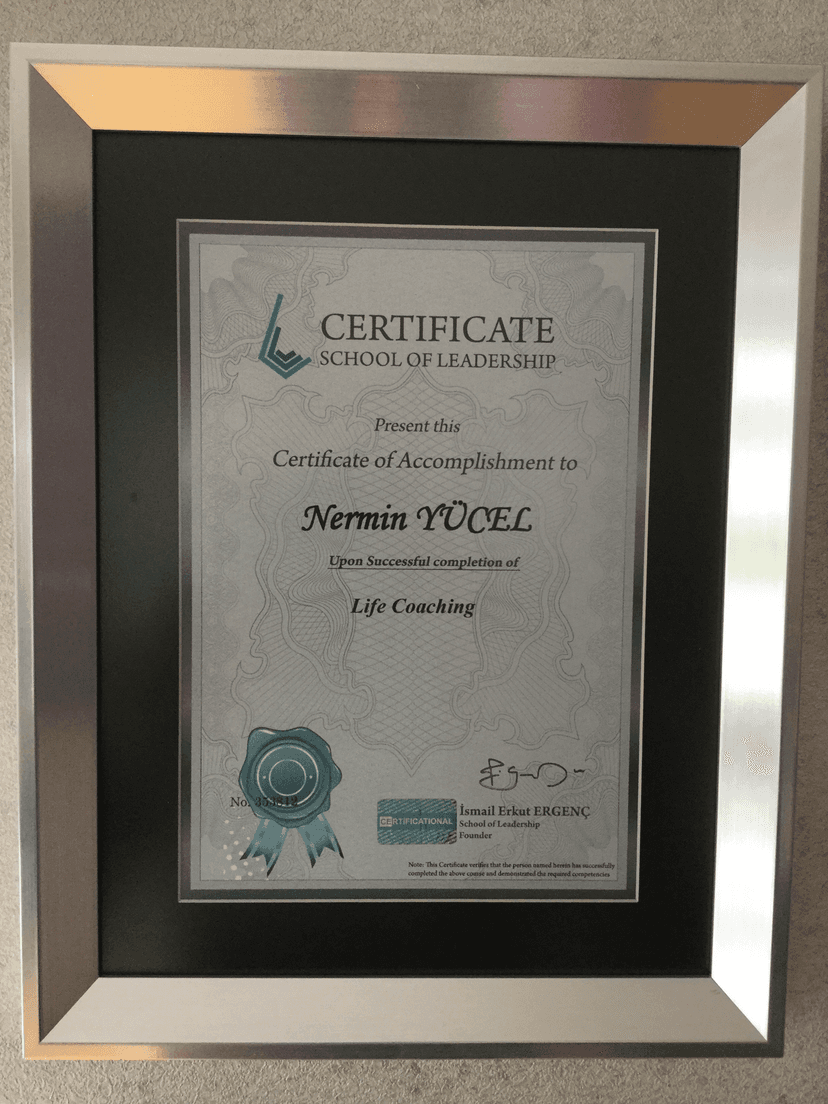 CERTIFICATE
SCHOOL OF LEADERSHIP
Present this
Certificate of Accomplishment to
Nermin YÜCEL
Upon Successful completion of
Life Coaching
No: 353812
CERTIFICATIONAL
İsmail Erkut ERGENÇ
School of Leadership
Founder
Note: This Certificate verifies that the person named herein has successfully
completed the above and demonstrated the required competencies